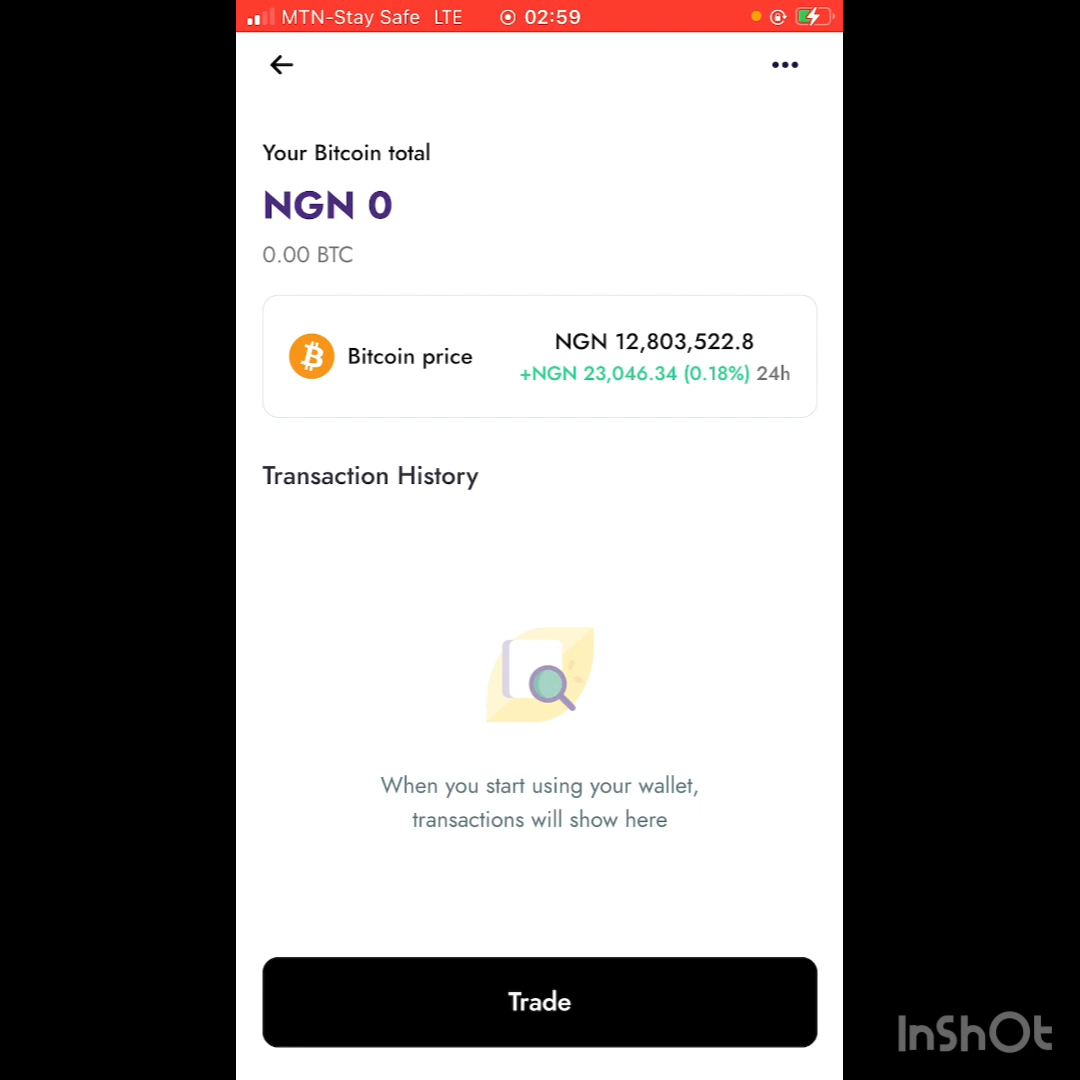 MTN-Stay Safe LTE 02:59
Your Bitcoin total
NGN 0
0.00 BTC
Bitcoin price
NGN 12,803,522.8
+NGN 23,046.34 (0.18%) 24h
Transaction History
When you start using your wallet,
transactions will show here
Trade
InShOt